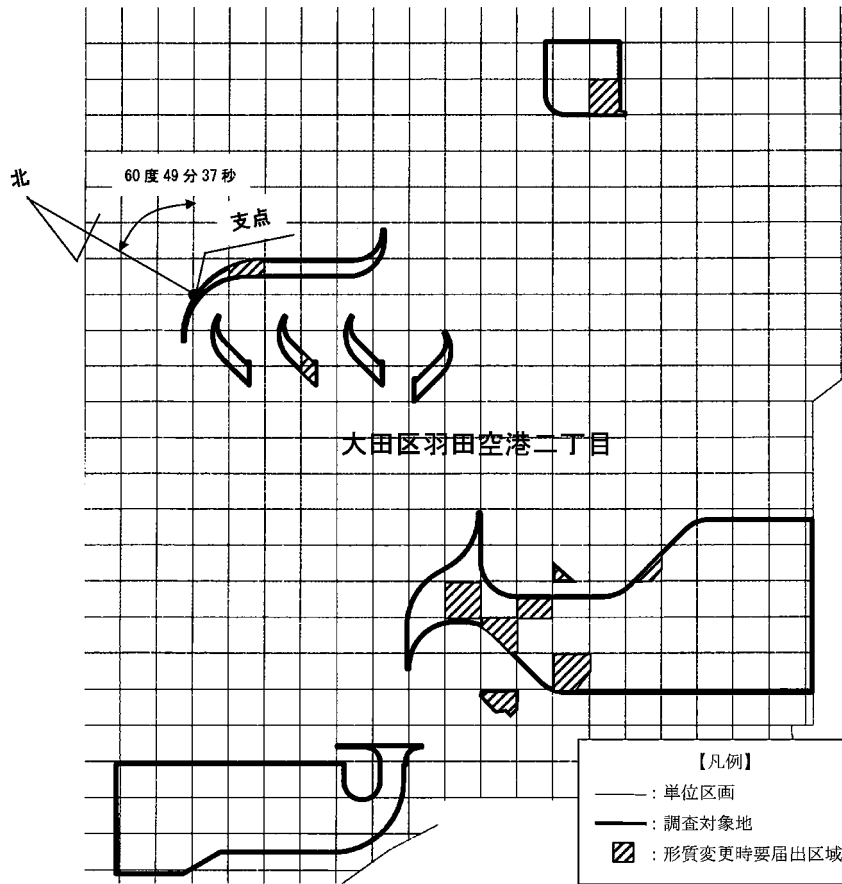 北
60度49分37秒
支点
大田区羽田空港二丁目
【凡例】
：単位区画
：調査対象地
：形質変更時要届出区域